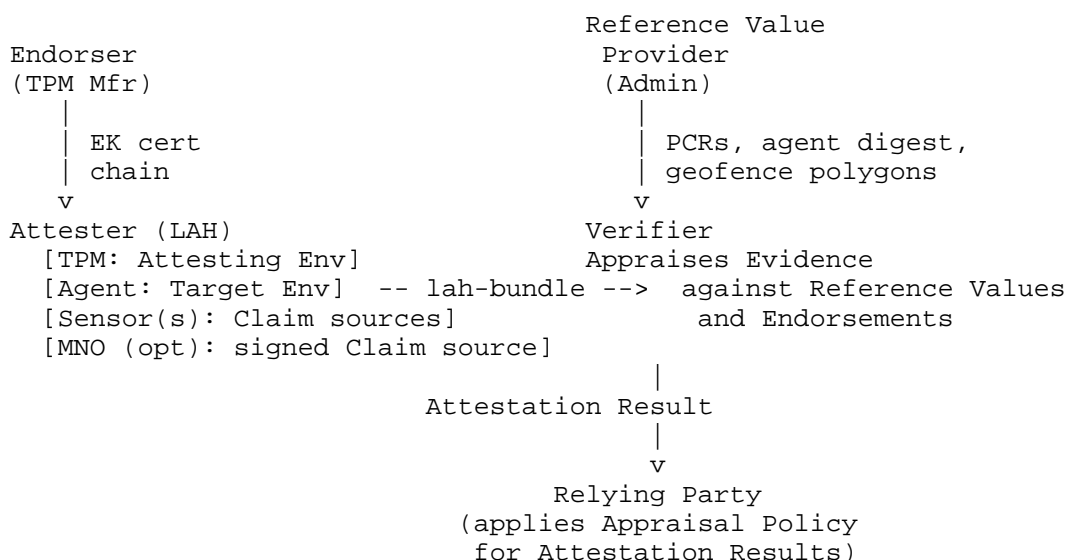 Reference Value
Endorser                                 Provider
(TPM Mfr)                                (Admin)
   |                                       |
   | EK cert                               | PCRs, agent digest,
   | chain                                 | geofence polygons
   v                                       v
Attester (LAH)                          Verifier
  [TPM: Attesting Env]                  Appraises Evidence
  [Agent: Target Env]  -- lah-bundle -->  against Reference Values
  [Sensor(s): Claim sources]               and Endorsements
  [MNO (opt): signed Claim source]
                                            |
                             Attestation Result
                                            |
                                            v
                                     Relying Party
                               (applies Appraisal Policy
                                for Attestation Results)